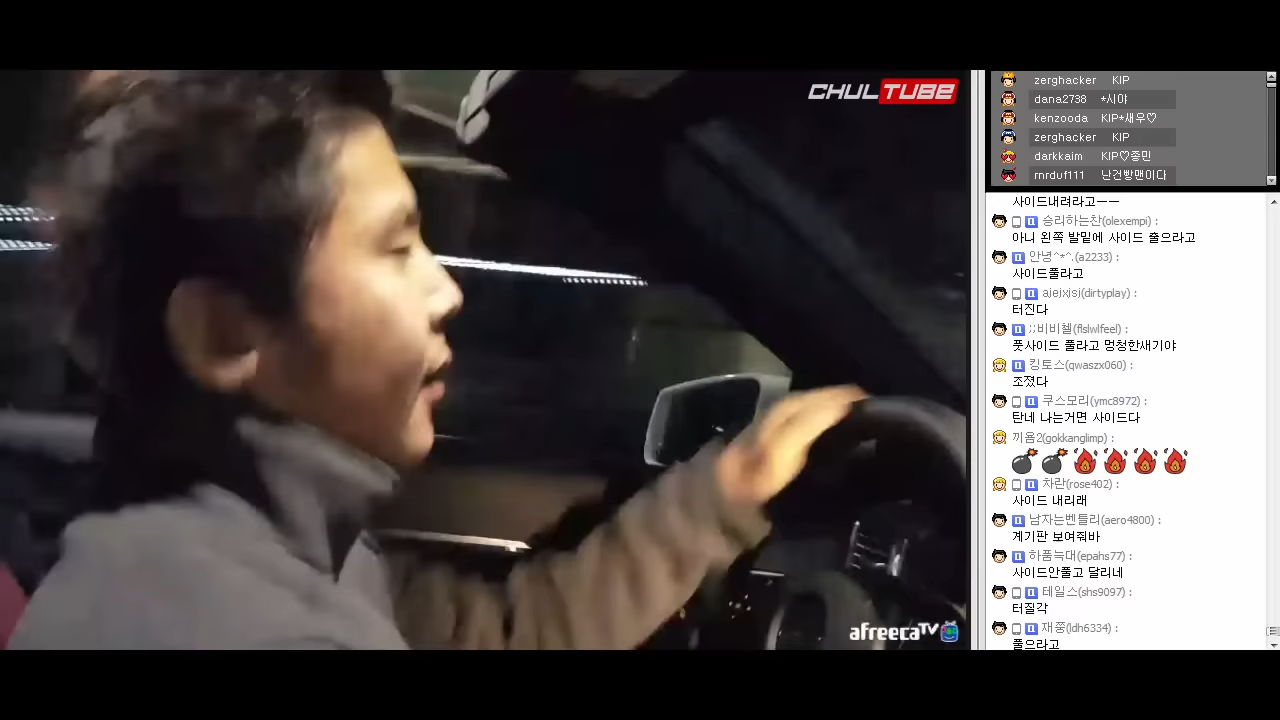 CHULTUBE
afreecaTV
zerghacker KIP
dana2738 *시야
kenzooda KIP*새우♡
zerghacker KIP
darkkaim KIP♡종민
rnrduf111 난건빵맨이다
사이드내려라고ㅡㅡ
승리하는찬(olexempi) :
아니 왼쪽 발밑에 사이드 풀으라고
안녕^*^.(a2233) :
사이드풀라고
(dirtyplay) :
터진다
;;비비첼(flslwlfeel) :
풋사이드 풀라고 멍청한새기야
킹토스(qwaszx060) :
조졌다
쿠스모리(ymc8972) :
탄네 나는거면 사이드다
끼욤2(gokkanglimp) :
차란(rose402) :
사이드 내리래
남자는벤틀리(aero4800) :
계기판 보여줘바
하품늑대(epahs77) :
사이드안풀고 달리네
테일스(shs9097) :
터질각
재쭝(ldh6334) :
풀으라고